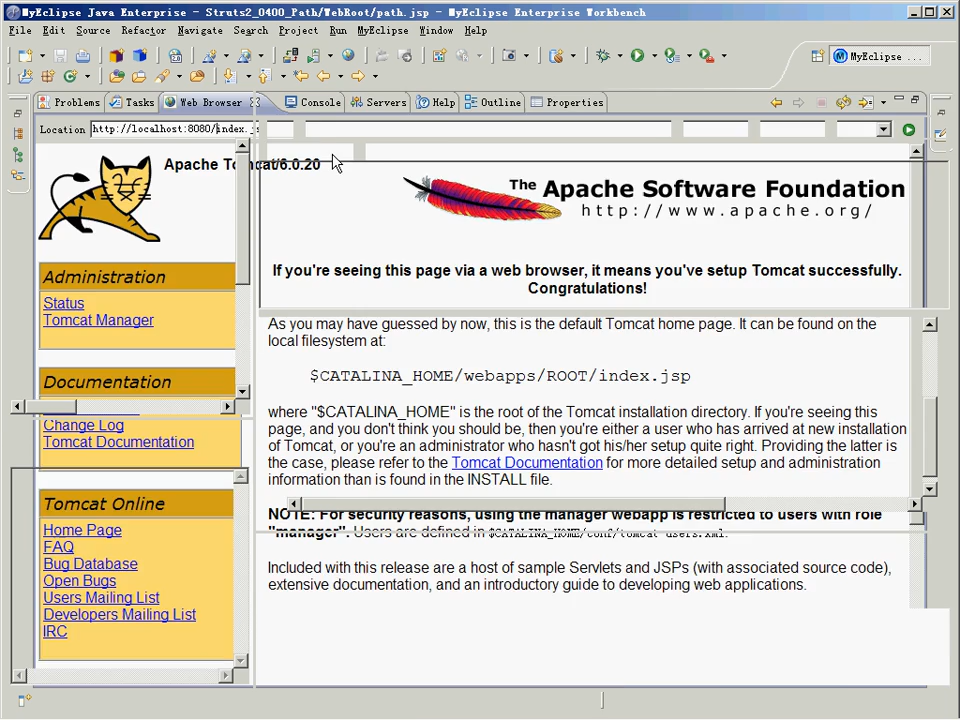 MyEclipse Java Enterprise - Struts2_0400_Path/WebRoot/path.jsp - MyEclipse Enterprise Workbench
File Edit Source Refactor Navigate Search Project Run MyEclipse Window Help
MyEclipse ...
Problems Tasks Web Browser Console Servers Help Outline Properties
Location http://localhost:8080/index.js
Apache Tomcat/6.0.20
The Apache Software Foundation
http://www.apache.org/
Administration
Status
Tomcat Manager
Documentation
Change Log
Tomcat Documentation
Tomcat Online
Home Page
FAQ
Bug Database
Open Bugs
Users Mailing List
Developers Mailing List
IRC
If you're seeing this page via a web browser, it means you've setup Tomcat successfully.
Congratulations!
As you may have guessed by now, this is the default Tomcat home page. It can be found on the
local filesystem at:
$CATALINA_HOME/webapps/ROOT/index.jsp
where "$CATALINA_HOME" is the root of the Tomcat installation directory. If you're seeing this
page, and you don't think you should be, then you're either a user who has arrived at new installation
of Tomcat, or you're an administrator who hasn't got his/her setup quite right. Providing the latter is
the case, please refer to the Tomcat Documentation for more detailed setup and administration
information than is found in the INSTALL file.
NOTE: For security reasons, using the manager webapp is restricted to users with role
"manager". Users are defined in $CATALINA_HOME/conf/tomcat-users.xml.
Included with this release are a host of sample Servlets and JSPs (with associated source code),
extensive documentation, and an introductory guide to developing web applications.